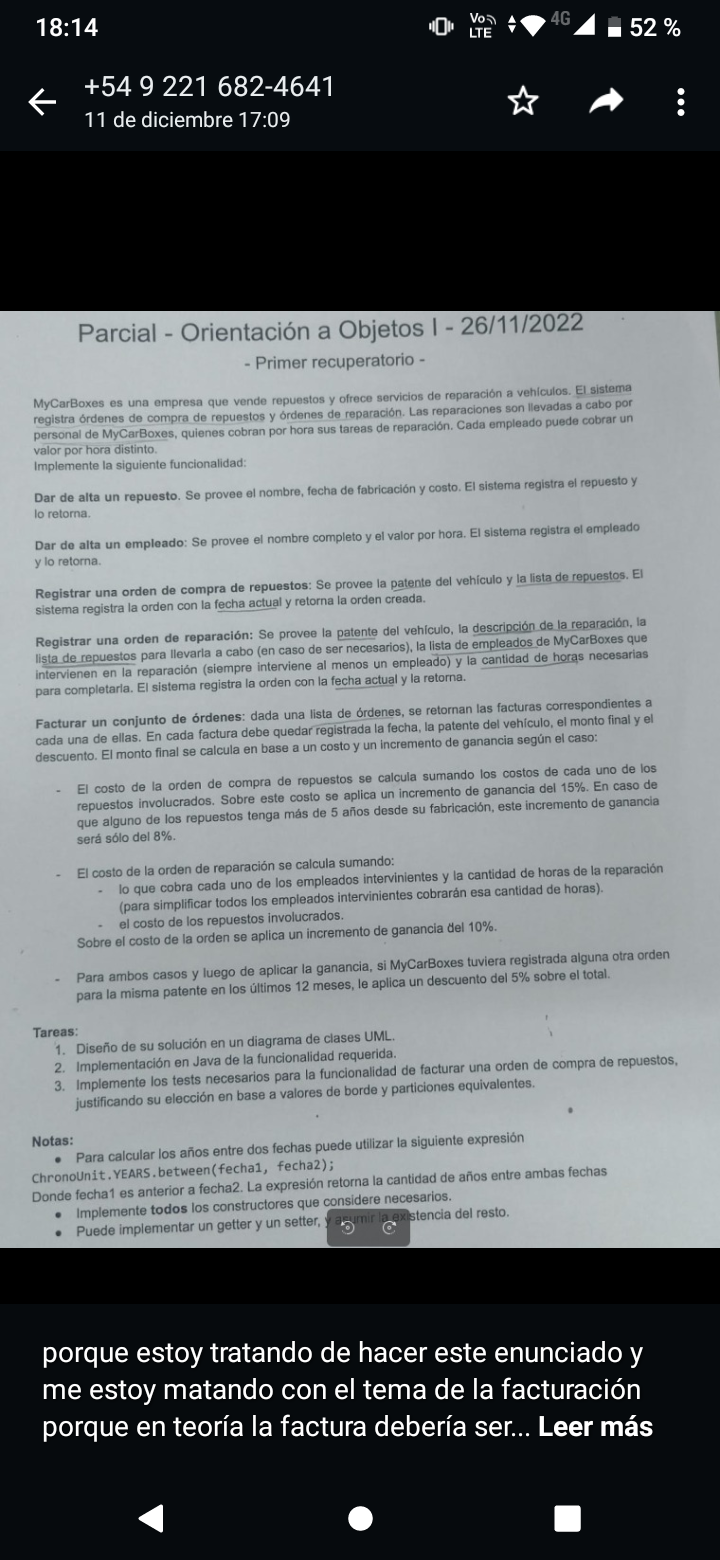 18:14
Vo
LTE
4G
52 %
+54 9 221 682-4641
11 de diciembre 17:09
Parcial - Orientación a Objetos I - 26/11/2022
- Primer recuperatorio -
MyCarBoxes es una empresa que vende repuestos y ofrece servicios de reparación a vehículos. El sistema
registra órdenes de compra de repuestos y órdenes de reparación. Las reparaciones son llevadas a cabo por
personal de MyCarBoxes, quienes cobran por hora sus tareas de reparación. Cada empleado puede cobrar un
valor por hora distinto.
Implemente la siguiente funcionalidad:
Dar de alta un repuesto. Se provee el nombre, fecha de fabricación y costo. El sistema registra el repuesto y
lo retorna.
Dar de alta un empleado: Se provee el nombre completo y el valor por hora. El sistema registra el empleado
y lo retorna.
Registrar una orden de compra de repuestos: Se provee la patente del vehículo y la lista de repuestos. El
sistema registra la orden con la fecha actual y retorna la orden creada.
Registrar una orden de reparación: Se provee la patente del vehículo, la descripción de la reparación, la
lista de repuestos para llevarla a cabo (en caso de ser necesarios), la lista de empleados de MyCarBoxes que
intervienen en la reparación (siempre interviene al menos un empleado) y la cantidad de horas necesarias
para completarla. El sistema registra la orden con la fecha actual y la retorna.
Facturar un conjunto de órdenes: dada una lista de órdenes, se retornan las facturas correspondientes a
cada una de ellas. En cada factura debe quedar registrada la fecha, la patente del vehículo, el monto final y el
descuento. El monto final se calcula en base a un costo y un incremento de ganancia según el caso:
- El costo de la orden de compra de repuestos se calcula sumando los costos de cada uno de los
repuestos involucrados. Sobre este costo se aplica un incremento de ganancia del 15%. En caso de
que alguno de los repuestos tenga más de 5 años desde su fabricación, este incremento de ganancia
será sólo del 8%.
- El costo de la orden de reparación se calcula sumando:
- lo que cobra cada uno de los empleados intervinientes y la cantidad de horas de la reparación
(para simplificar todos los empleados intervinientes cobrarán esa cantidad de horas).
- el costo de los repuestos involucrados.
Sobre el costo de la orden se aplica un incremento de ganancia del 10%.
- Para ambos casos y luego de aplicar la ganancia, si MyCarBoxes tuviera registrada alguna otra orden
para la misma patente en los últimos 12 meses, le aplica un descuento del 5% sobre el total.
Tareas:
1. Diseño de su solución en un diagrama de clases UML.
2. Implementación en Java de la funcionalidad requerida.
3. Implemente los tests necesarios para la funcionalidad de facturar una orden de compra de repuestos,
justificando su elección en base a valores de borde y particiones equivalentes.
Notas:
• Para calcular los años entre dos fechas puede utilizar la siguiente expresión
ChronoUnit.YEARS.between(fecha1, fecha2);
Donde fecha1 es anterior a fecha2. La expresión retorna la cantidad de años entre ambas fechas
• Implemente todos los constructores que considere necesarios.
• Puede implementar un getter y un setter, y asumir la existencia del resto.
porque estoy tratando de hacer este enunciado y
me estoy matando con el tema de la facturación
porque en teoría la factura debería ser... Leer más